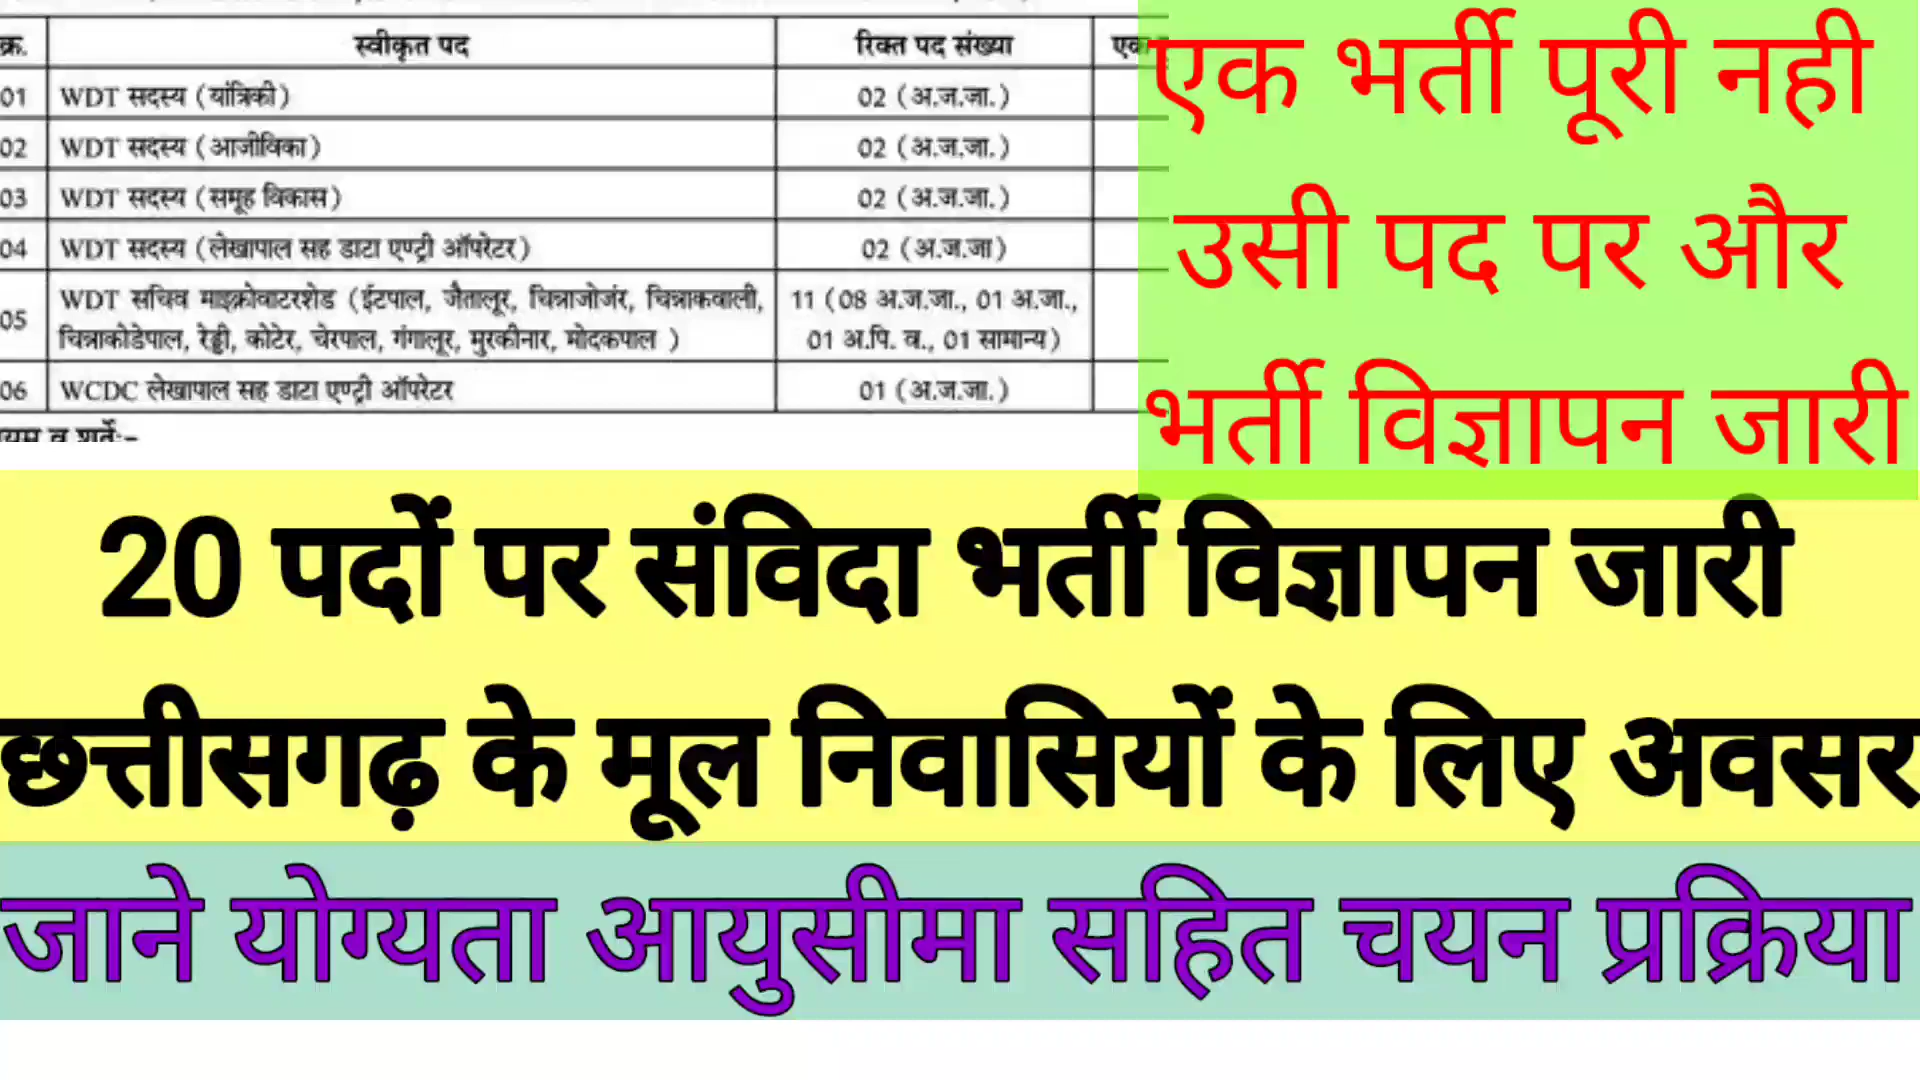 क्र. स्वीकृत पद रिक्त पद संख्या एक
01 WDT सदस्य (यांत्रिकी) 02 (अ.ज.जा.)
02 WDT सदस्य (आजीविका) 02 (अ.ज.जा.)
03 WDT सदस्य (समूह विकास) 02 (अ.ज.जा.)
04 WDT सदस्य (लेखापाल सह डाटा एण्ट्री ऑपरेटर) 02 (अ.ज.जा)
05 WDT सचिव माइक्रोवाटरशेड (ईटपाल, जैतालूर, चिन्नाजोजंर, चिन्नाकवाली, 11 (08 अ.ज.जा., 01 अ.जा.,
चिन्नाकोडेपाल, रेड्डी, कोटेर, चेरपाल, गंगालूर, मुरकीनार, मोदकपाल ) 01 अ.पि. व., 01 सामान्य)
06 WCDC लेखापाल सह डाटा एण्ट्री ऑपरेटर 01 (अ.ज.जा.)
व शर्ते:-
एक भर्ती पूरी नही
उसी पद पर और
भर्ती विज्ञापन जारी
20 पदों पर संविदा भर्ती विज्ञापन जारी
छत्तीसगढ़ के मूल निवासियों के लिए अवसर
जाने योग्यता आयुसीमा सहित चयन प्रक्रिया